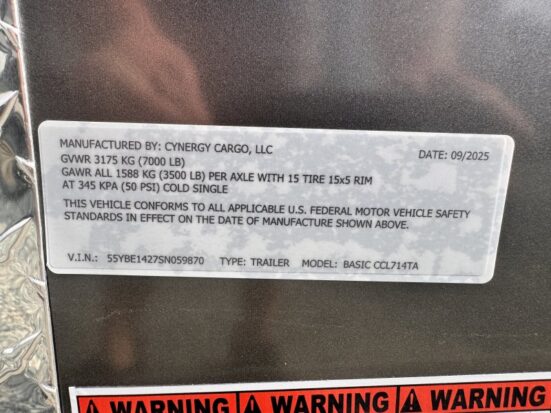 MANUFACTURED BY: CYNERGY CARGO, LLC DATE: 09/2025
GVWR 3175 KG (7000 LB)
GAWR ALL 1588 KG (3500 LB) PER AXLE WITH 15 TIRE 15x5 RIM
AT 345 KPA (50 PSI) COLD SINGLE
THIS VEHICLE CONFORMS TO ALL APPLICABLE U.S. FEDERAL MOTOR VEHICLE SAFETY
STANDARDS IN EFFECT ON THE DATE OF MANUFACTURE SHOWN ABOVE.
V.I.N.: 55YBE1427SN059870 TYPE: TRAILER MODEL: BASIC CCL714TA
WARNING WARNING WARNING